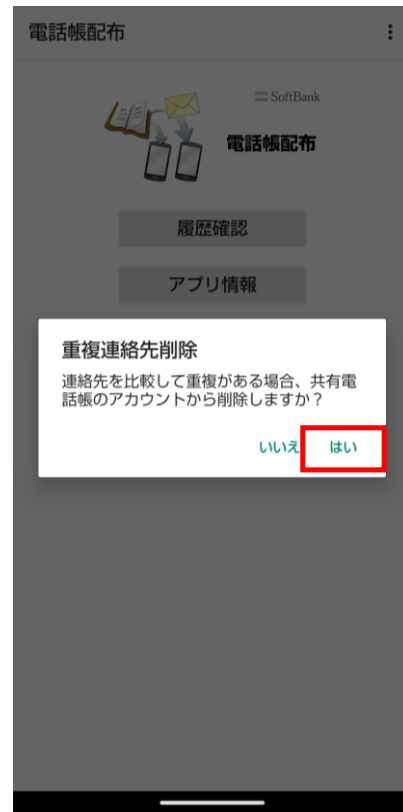 電話帳配布
SoftBank
電話帳配布
履歴確認
アプリ情報
重複連絡先削除
連絡先を比較して重複がある場合、共有電
話帳のアカウントから削除しますか？
いいえ はい